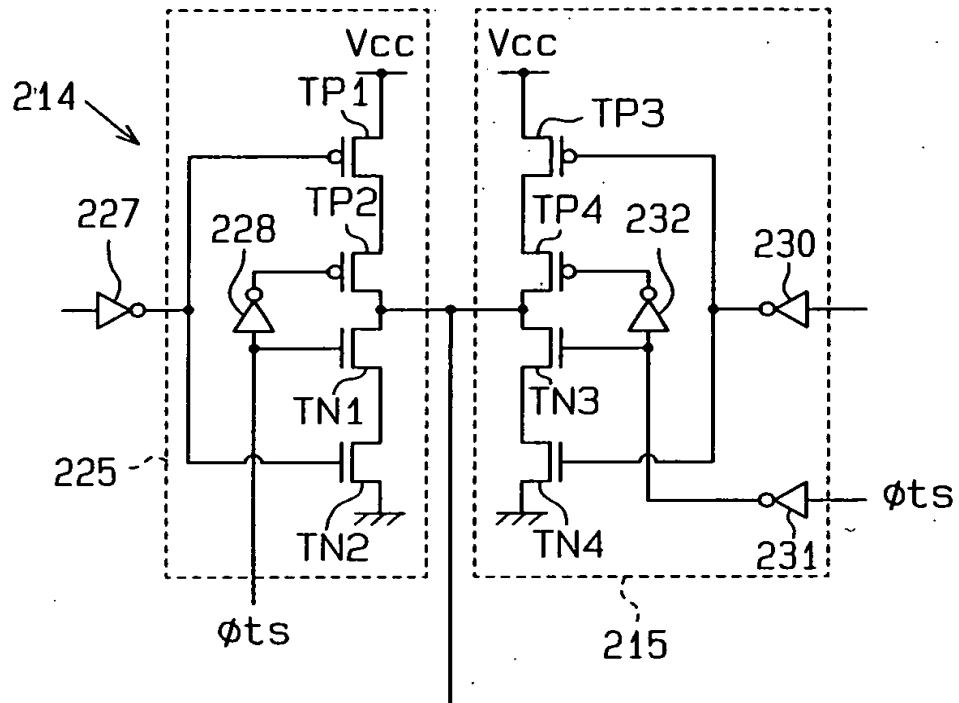 Vcc
Vcc
TP1
214
TP3
TP2
TP4
227
228
232
230
TN1
TN3
225
φts
TN2
TN4
231
φts
215